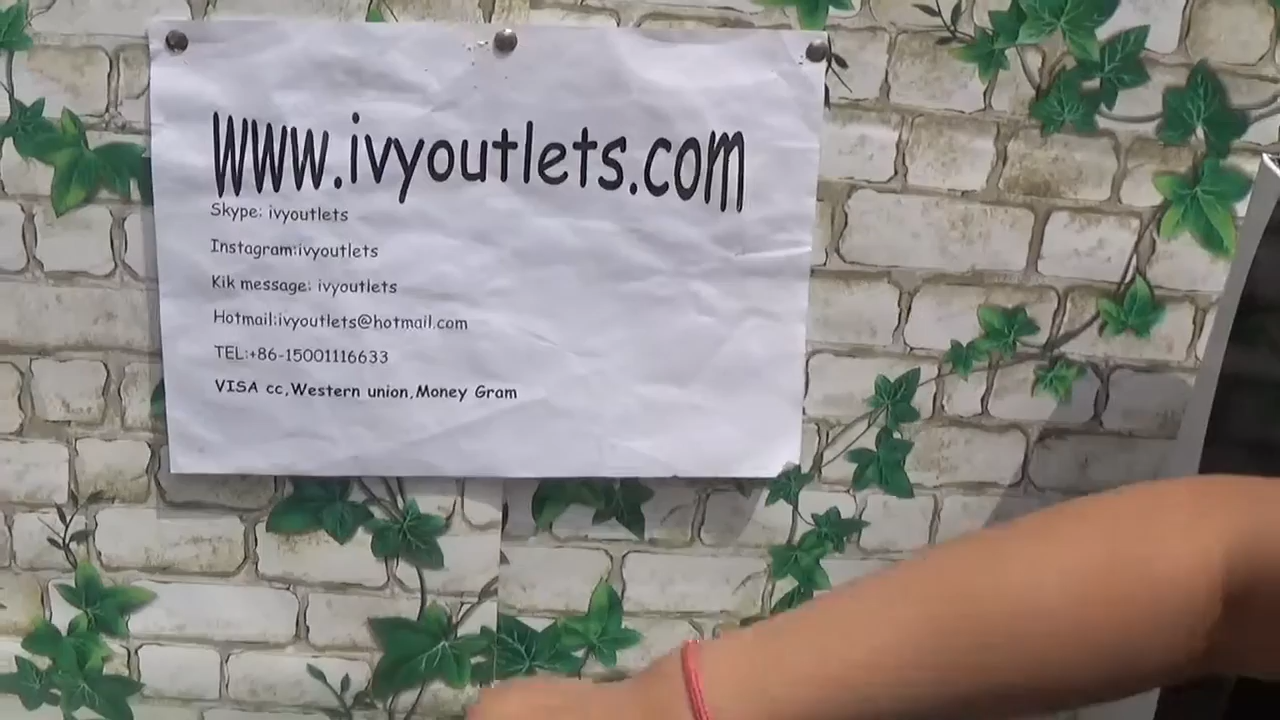 www.ivyoutlets.com
Skype: ivyoutlets
Instagram:ivyoutlets
Kik message: ivyoutlets
Hotmail:ivyoutlets@hotmail.com
TEL:+86-15001116633
VISA cc,Western union,Money Gram